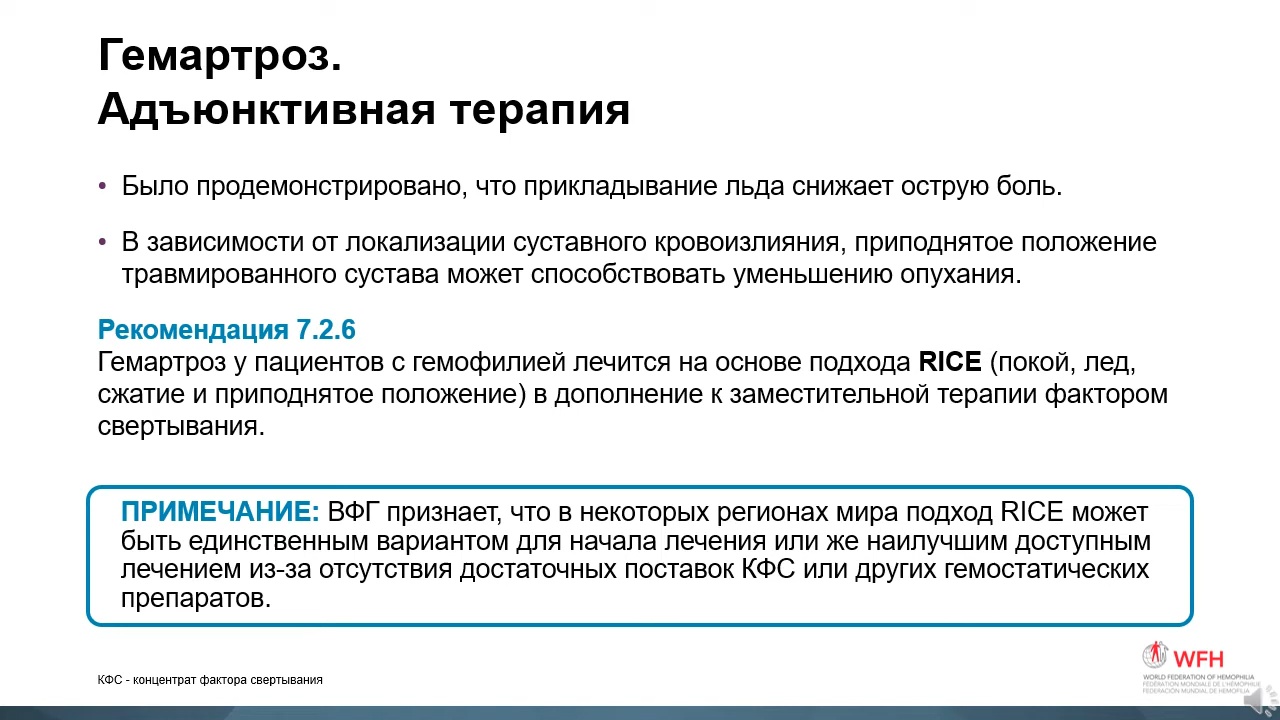 Гемартроз.
Адъюнктивная терапия
• Было продемонстрировано, что прикладывание льда снижает острую боль.
• В зависимости от локализации суставного кровоизлияния, приподнятое положение
травмированного сустава может способствовать уменьшению опухания.
Рекомендация 7.2.6
Гемартроз у пациентов с гемофилией лечится на основе подхода RICE (покой, лед,
сжатие и приподнятое положение) в дополнение к заместительной терапии фактором
свертывания.
ПРИМЕЧАНИЕ: ВФГ признает, что в некоторых регионах мира подход RICE может
быть единственным вариантом для начала лечения или же наилучшим доступным
лечением из-за отсутствия достаточных поставок КФС или других гемостатических
препаратов.
КФС - концентрат фактора свертывания
WFH
WORLD FEDERATION OF HEMOPHILIA
FÉDÉRATION MONDIALE DE L'HÉMOPHILIE
FEDERACIÓN MUNDIAL DE HEMOFILIA